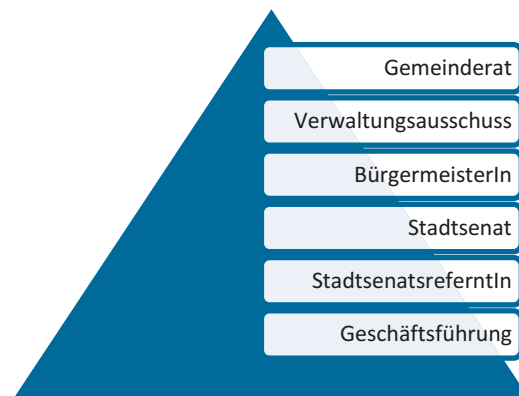 Gemeinderat
Verwaltungsausschuss
BürgermeisterIn
Stadtsenat
StadtsenatsreferntIn
Geschäftsführung